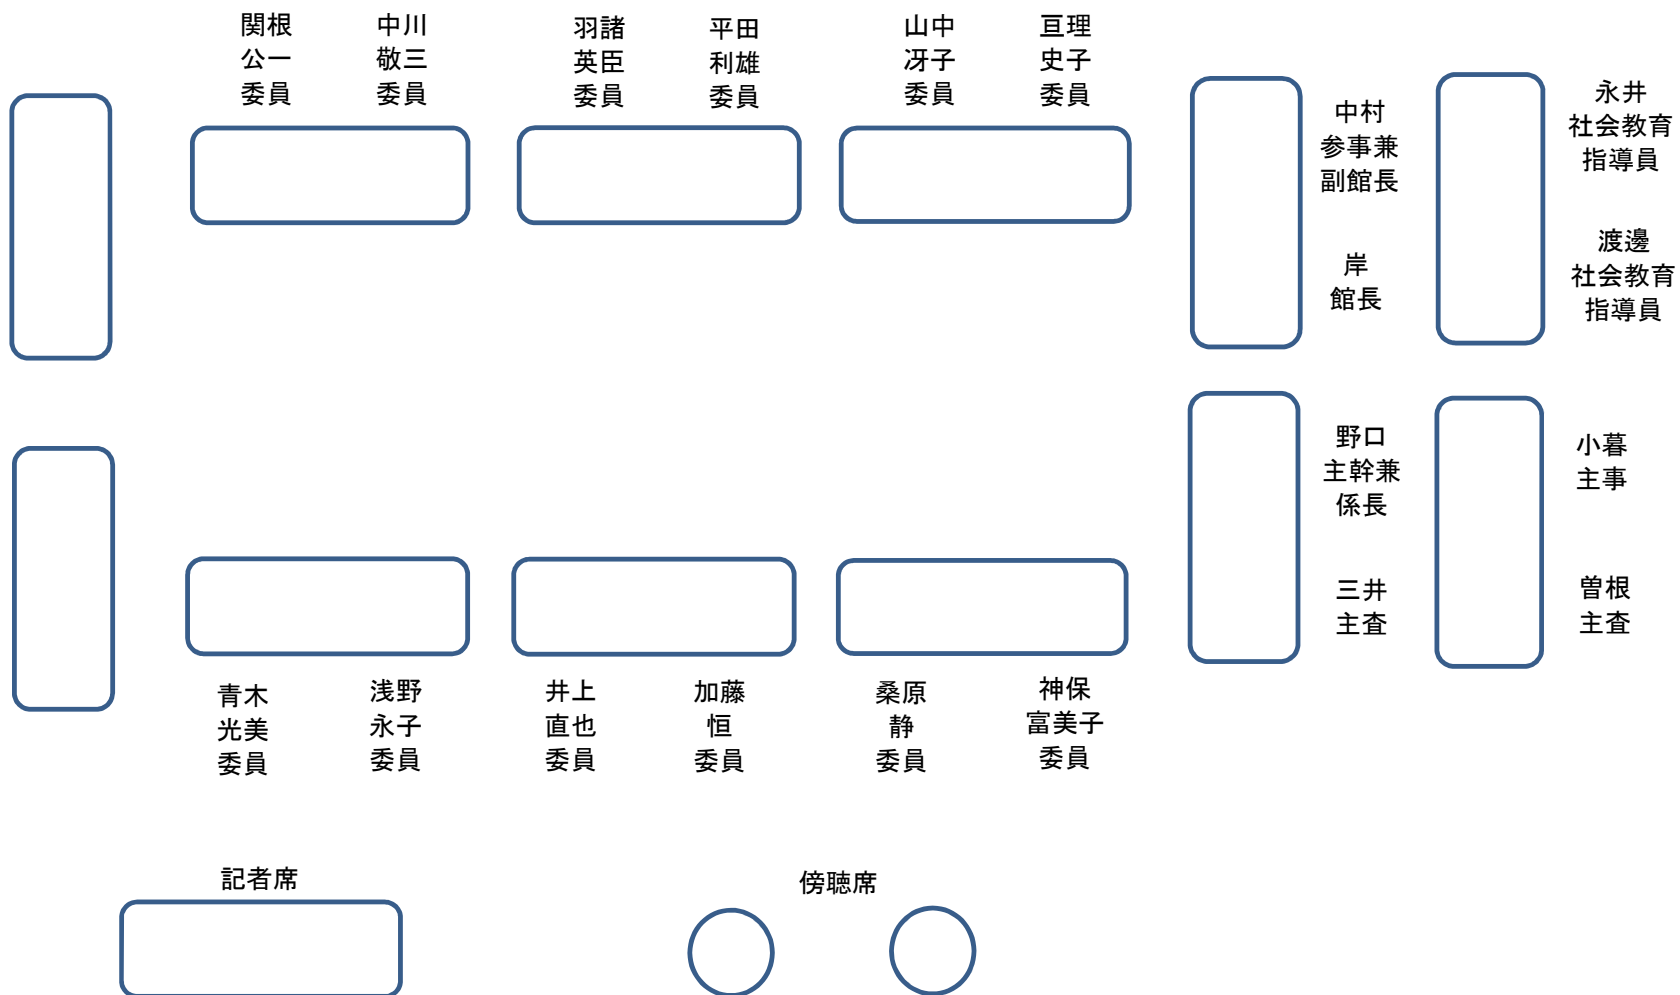 関根
公一
委員
中川
敬三
委員
羽諸
英臣
委員
平田
利雄
委員
山中
冴子
委員
亘理
史子
委員
中村
参事兼
副館長
岸
館長
永井
社会教育
指導員
渡邊
社会教育
指導員
野口
主幹兼
係長
三井
主査
小暮
主事
曽根
主査
青木
光美
委員
浅野
永子
委員
井上
直也
委員
加藤
恒
委員
桑原
静
委員
神保
富美子
委員
記者席
傍聴席